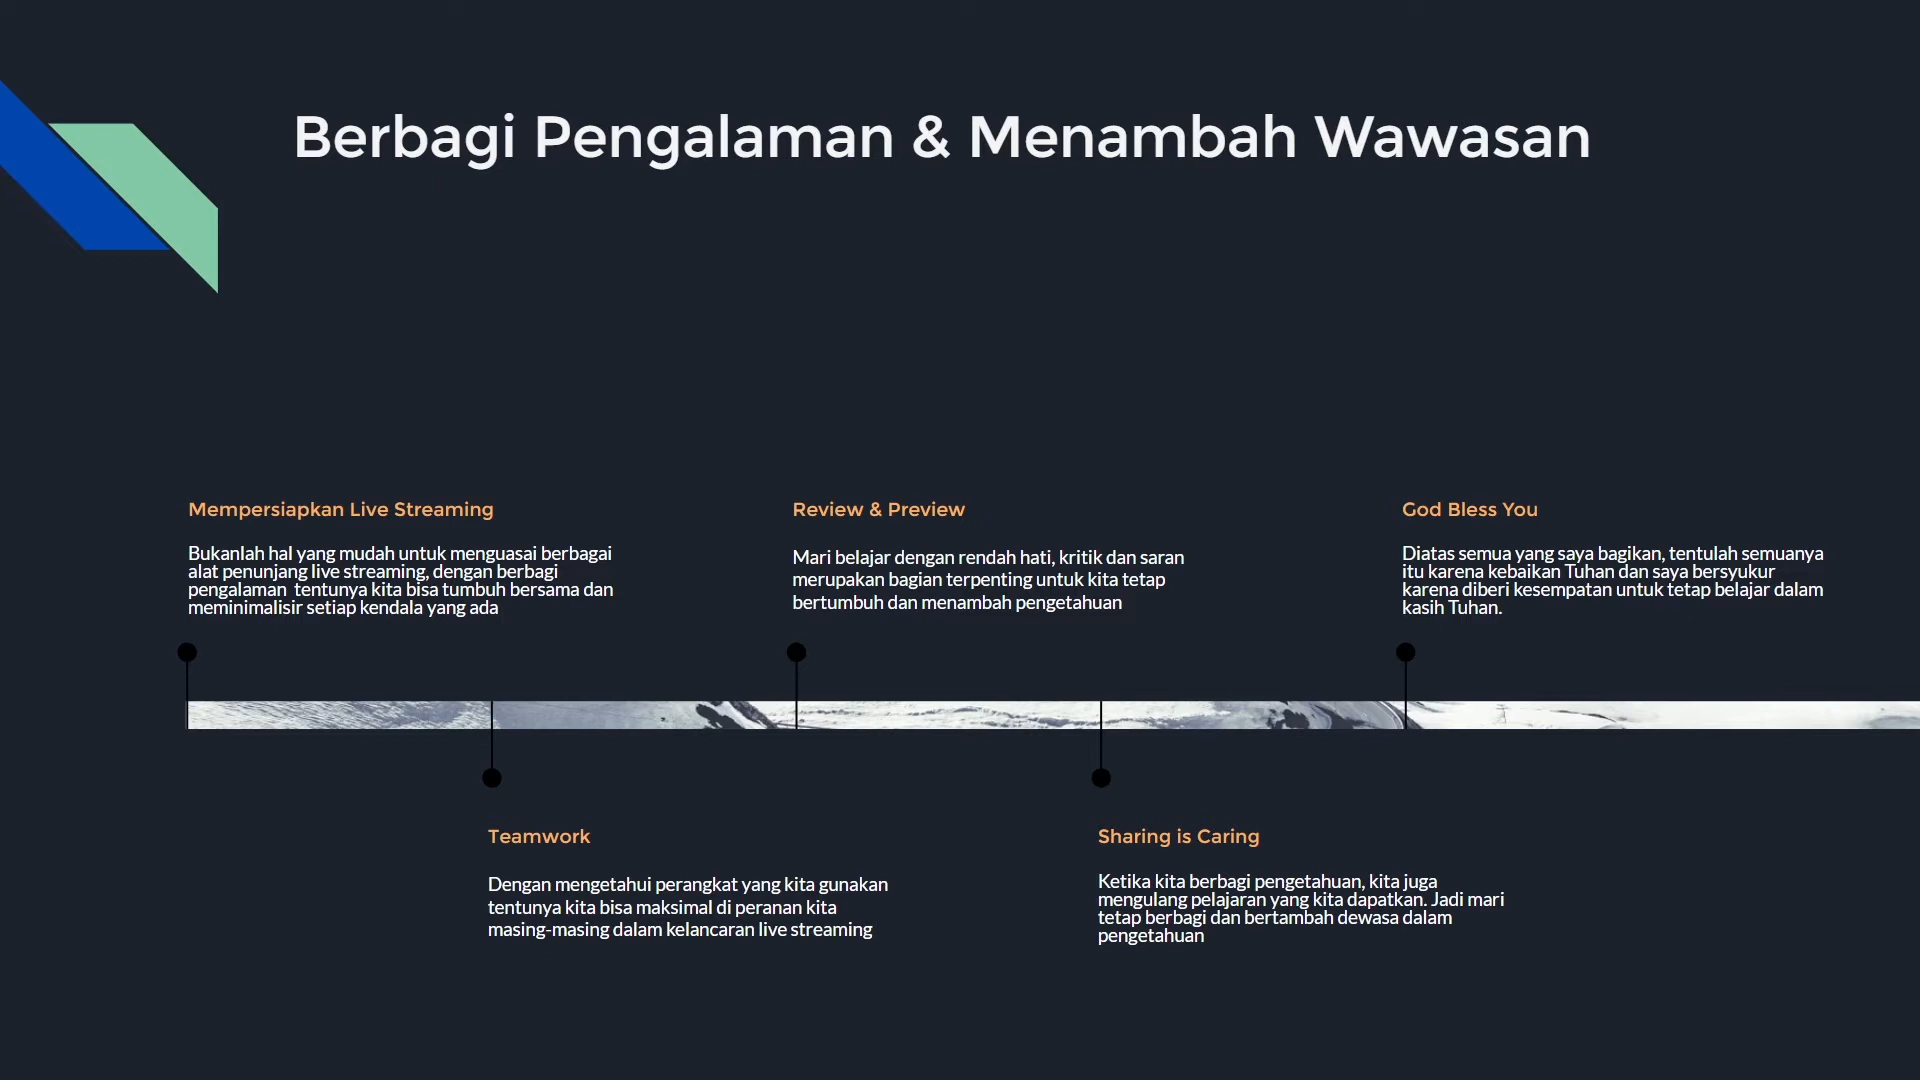 Berbagi Pengalaman & Menambah Wawasan
Mempersiapkan Live Streaming
Bukanlah hal yang mudah untuk menguasai berbagai
alat penunjang live streaming, dengan berbagi
pengalaman  tentunya kita bisa tumbuh bersama dan
meminimalisir setiap kendala yang ada
Teamwork
Dengan mengetahui perangkat yang kita gunakan
tentunya kita bisa maksimal di peranan kita
masing-masing dalam kelancaran live streaming
Review & Preview
Mari belajar dengan rendah hati, kritik dan saran
merupakan bagian terpenting untuk kita tetap
bertumbuh dan menambah pengetahuan
Sharing is Caring
Ketika kita berbagi pengetahuan, kita juga
mengulang pelajaran yang kita dapatkan. Jadi mari
tetap berbagi dan bertambah dewasa dalam
pengetahuan
God Bless You
Diatas semua yang saya bagikan, tentulah semuanya
itu karena kebaikan Tuhan dan saya bersyukur
karena diberi kesempatan untuk tetap belajar dalam
kasih Tuhan.